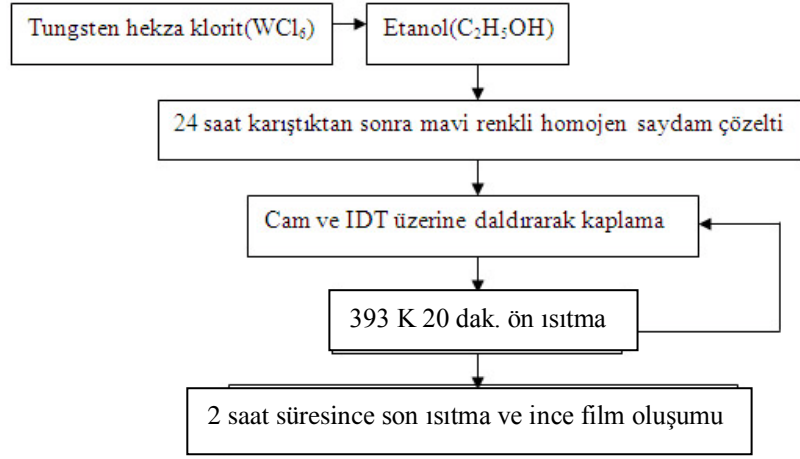 Tungsten hekza klorit(WCl₆)
Etanol(C₂H₅OH)
24 saat karıştıktan sonra mavi renkli homojen saydam çözelti
Cam ve IDT üzerine daldırarak kaplama
393 K 20 dak. ön ısıtma
2 saat süresince son ısıtma ve ince film oluşumu